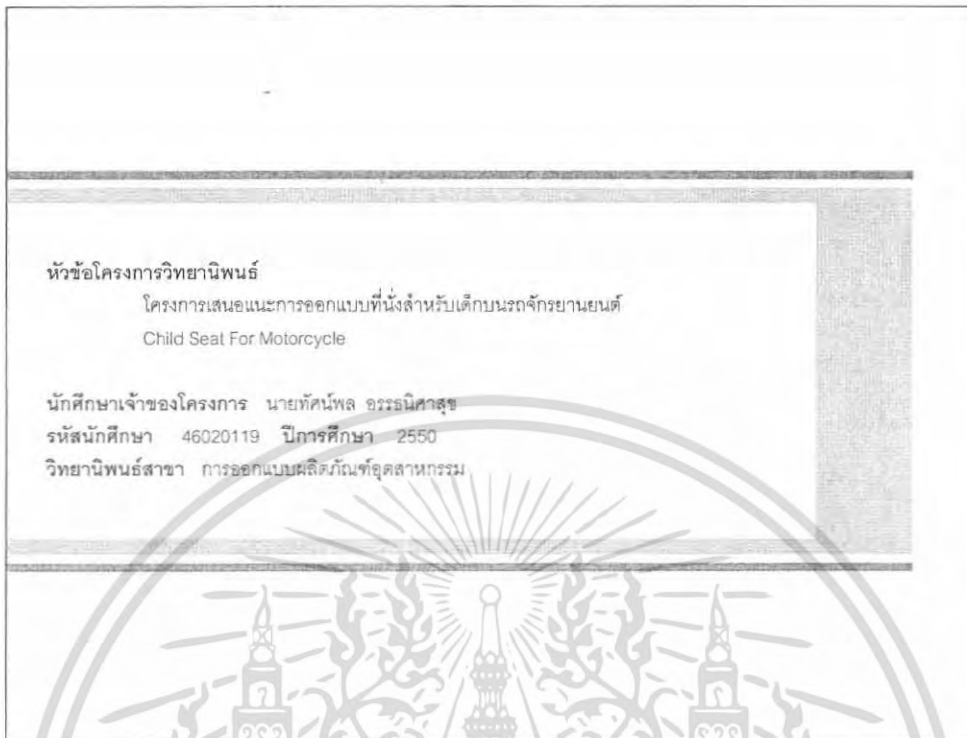 หัวข้อโครงการวิทยานิพนธ์
โครงการเสนอแนะการออกแบบที่นั่งสำหรับเด็กบนรถจักรยานยนต์
Child Seat For Motorcycle
นักศึกษาเจ้าของโครงการ นายทัศน์พล อรรธนิศาสุข
รหัสนักศึกษา 46020119 ปีการศึกษา 2550
วิทยานิพนธ์สาขา การออกแบบผลิตภัณฑ์อุตสาหกรรม